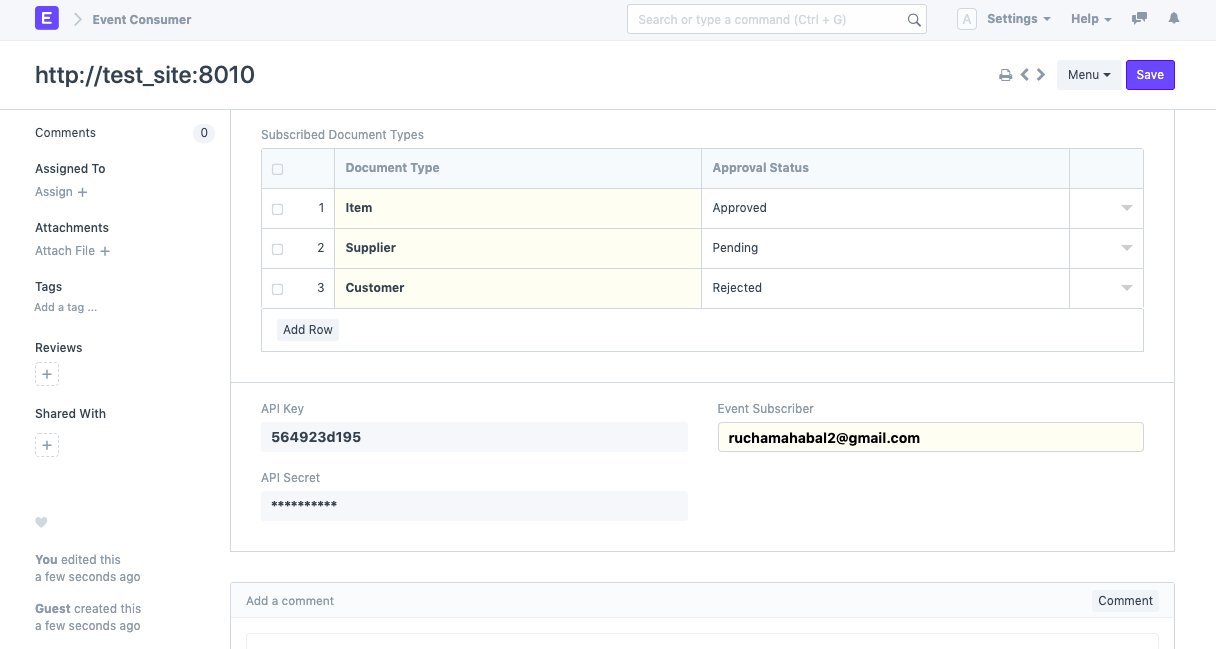 E Event Consumer Search or type a command (Ctrl + G) A Settings Help
http://test_site:8010 Menu Save
Comments 0
Assigned To
Assign +
Attachments
Attach File +
Tags
Add a tag ...
Reviews
+
Shared With
+
You edited this
a few seconds ago
Guest created this
a few seconds ago
Subscribed Document Types
Document Type Approval Status
1 Item Approved
2 Supplier Pending
3 Customer Rejected
Add Row
API Key
564923d195
API Secret
**********
Event Subscriber
ruchamahabal2@gmail.com
Add a comment Comment